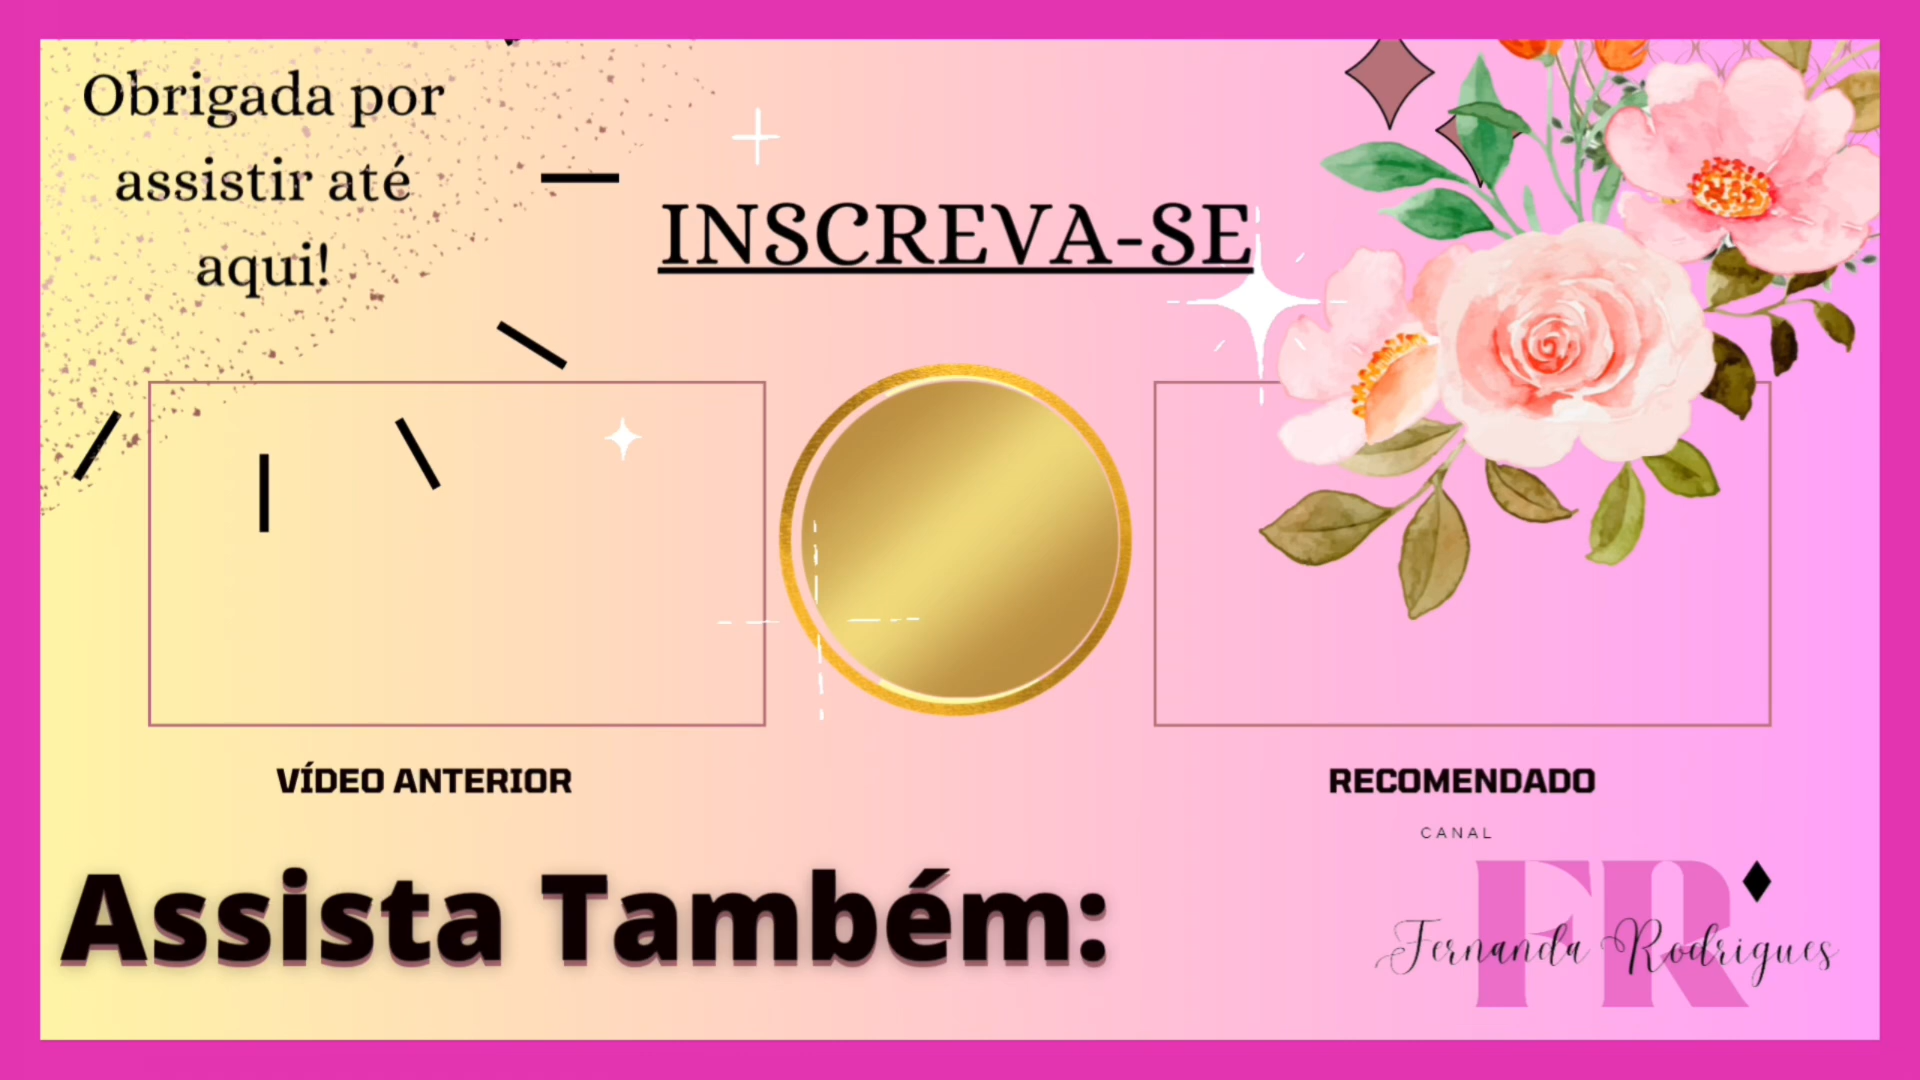 Obrigada por
assistir até
aqui!
INSCREVA-SE
VÍDEO ANTERIOR
RECOMENDADO
Assista Também:
CANAL
FR
Fernanda Rodrigues